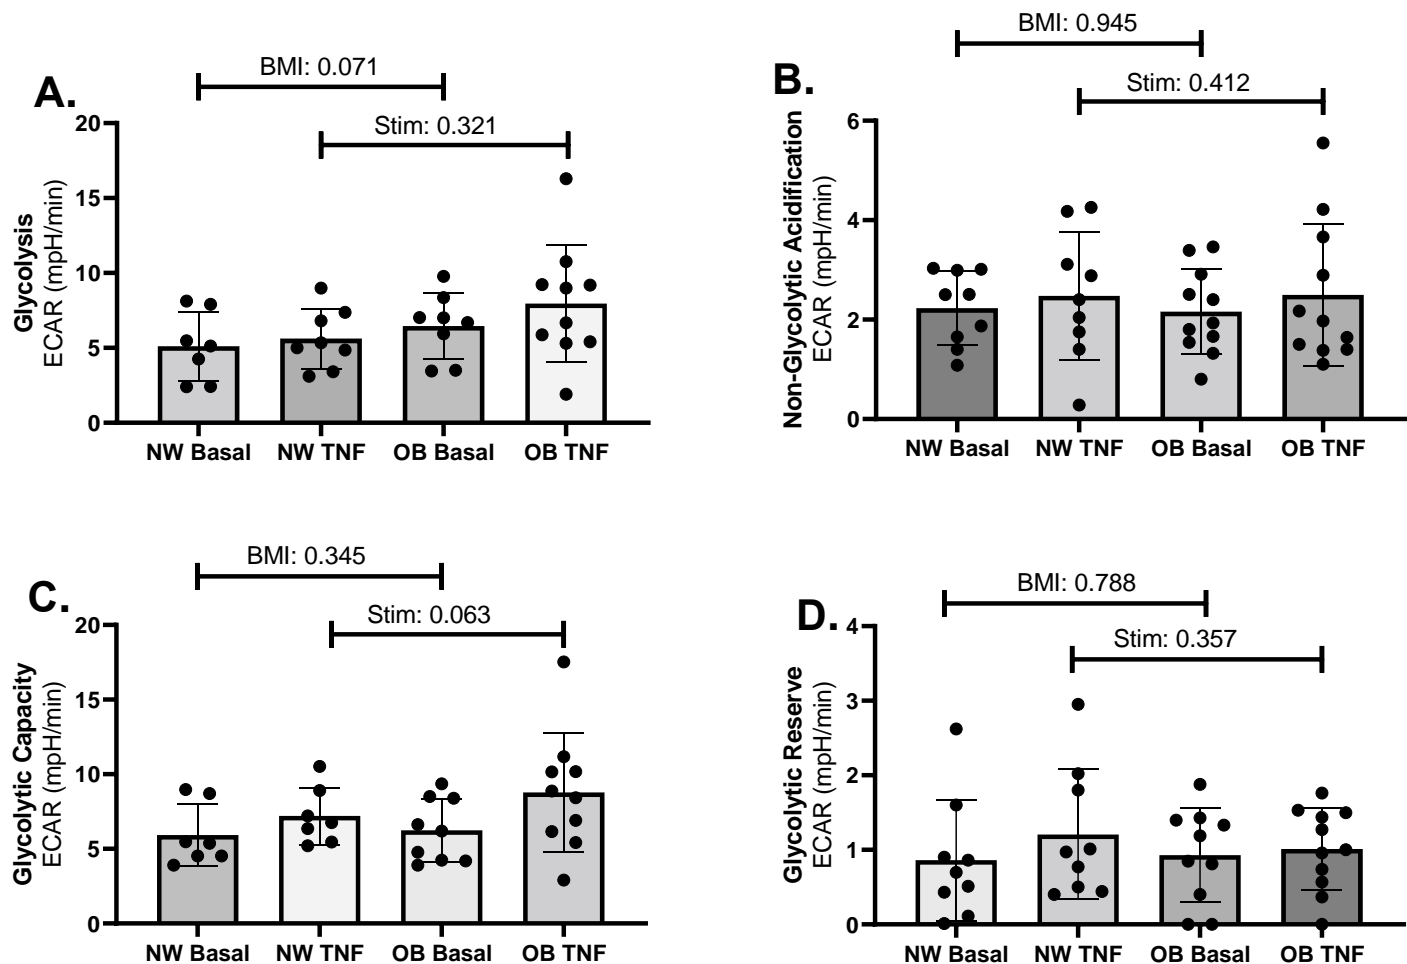 A.
BMI: 0.071
Stim: 0.321
Glycolysis
ECAR (mpH/min)
20
15
10
5
0
NW Basal
NW TNF
OB Basal
OB TNF
B.
BMI: 0.945
Stim: 0.412
Non-Glycolytic Acidification
ECAR (mpH/min)
6
4
2
0
NW Basal
NW TNF
OB Basal
OB TNF
C.
BMI: 0.345
Stim: 0.063
Glycolytic Capacity
ECAR (mpH/min)
20
15
10
5
0
NW Basal
NW TNF
OB Basal
OB TNF
D.
BMI: 0.788
Stim: 0.357
Glycolytic Reserve
ECAR (mpH/min)
4
3
2
1
0
NW Basal
NW TNF
OB Basal
OB TNF